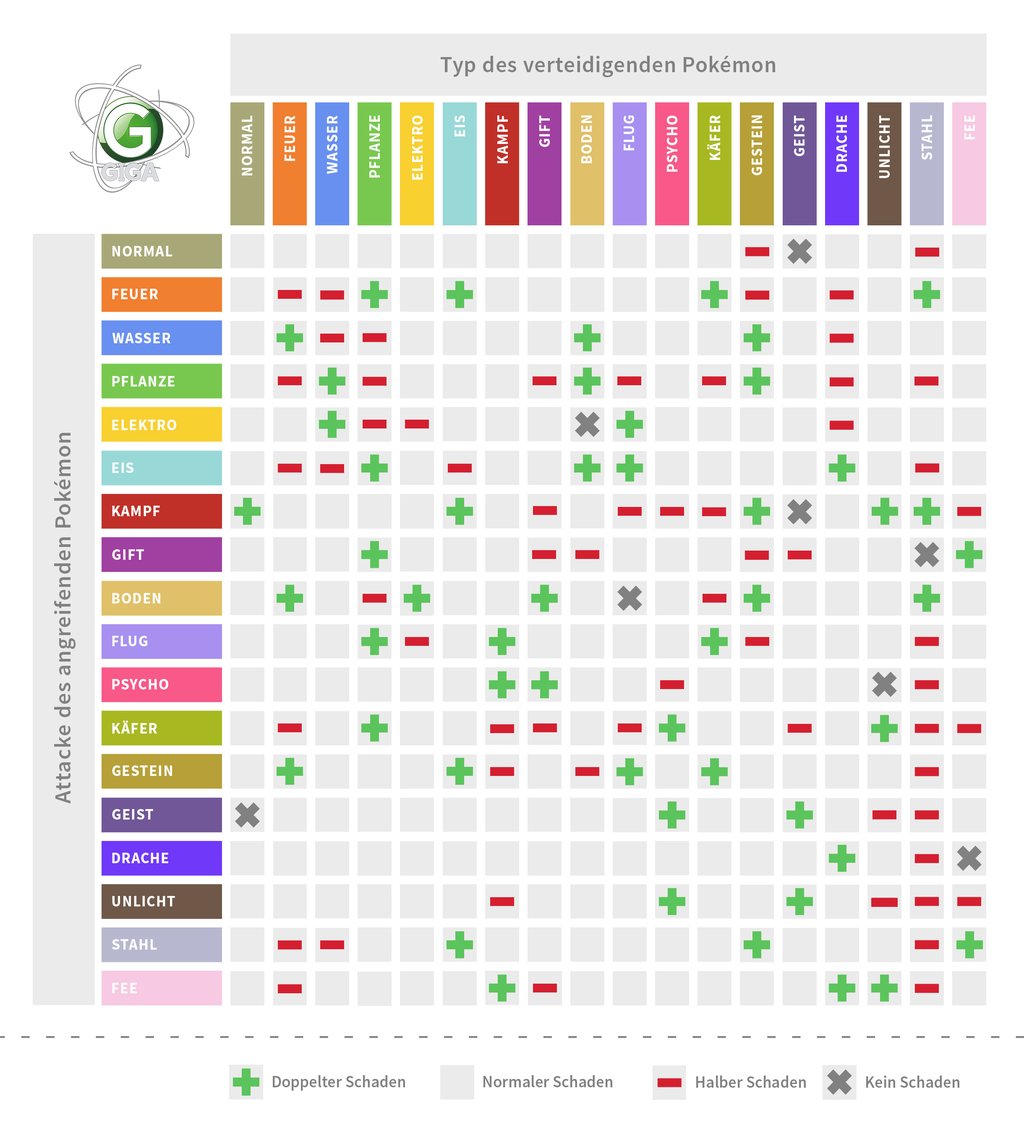 Typ des verteidigenden Pokémon
G
GIGA
NORMAL
FEUER
WASSER
PFLANZE
ELEKTRO
EIS
KAMPF
GIFT
BODEN
FLUG
PSYCHO
KÄFER
GESTEIN
GEIST
DRACHE
UNLICHT
STAHL
FEE
Attacke des angreifenden Pokémon
NORMAL
FEUER
WASSER
PFLANZE
ELEKTRO
EIS
KAMPF
GIFT
BODEN
FLUG
PSYCHO
KÄFER
GESTEIN
GEIST
DRACHE
UNLICHT
STAHL
FEE
Doppelter Schaden
Normaler Schaden
Halber Schaden
Kein Schaden